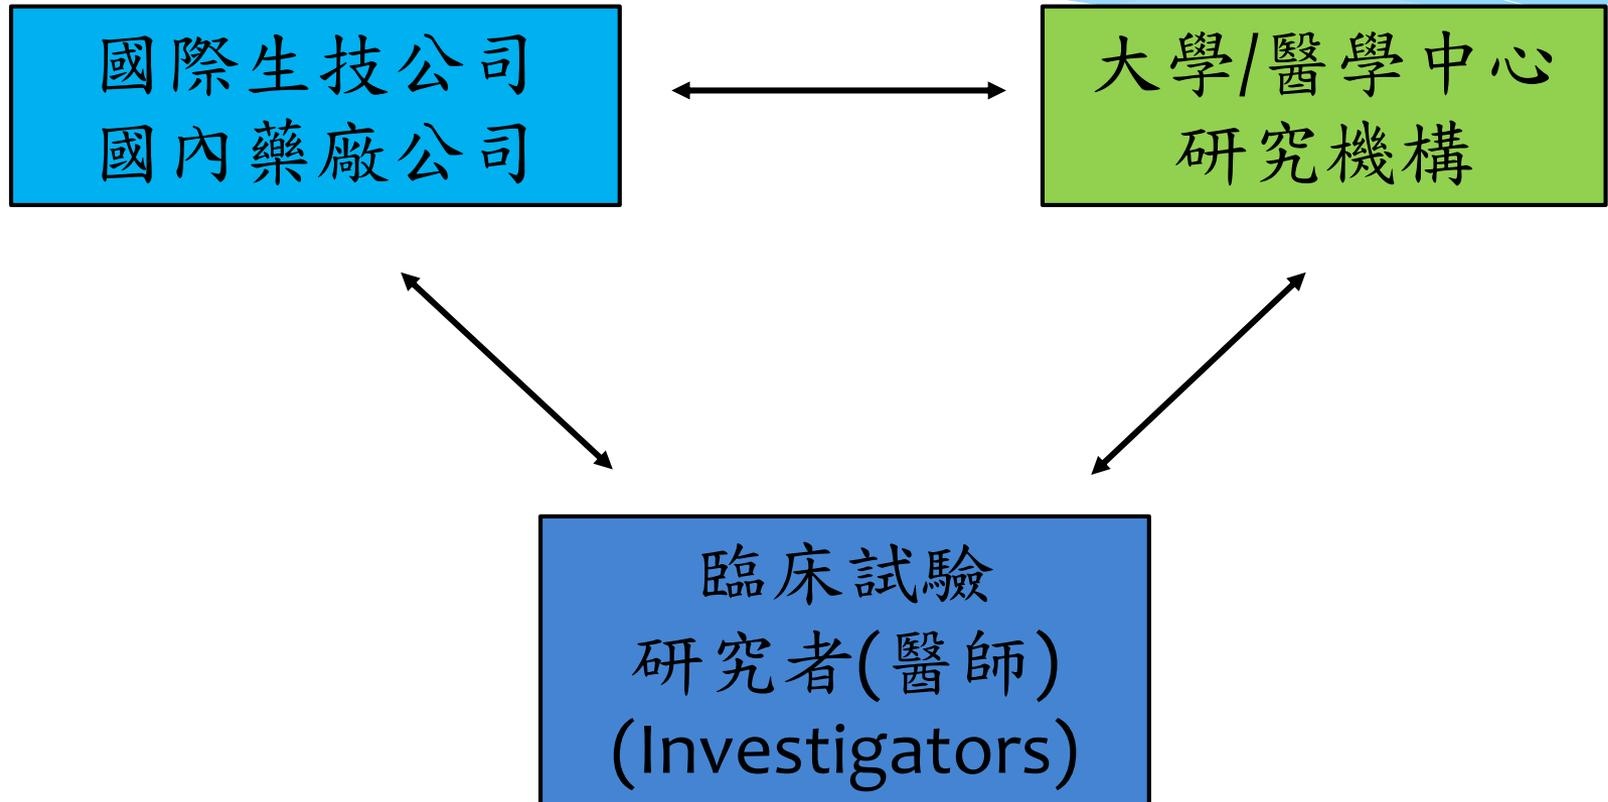 國際生技公司
國內藥廠公司
大學/醫學中心
研究機構
臨床試驗
研究者(醫師)
(Investigators)